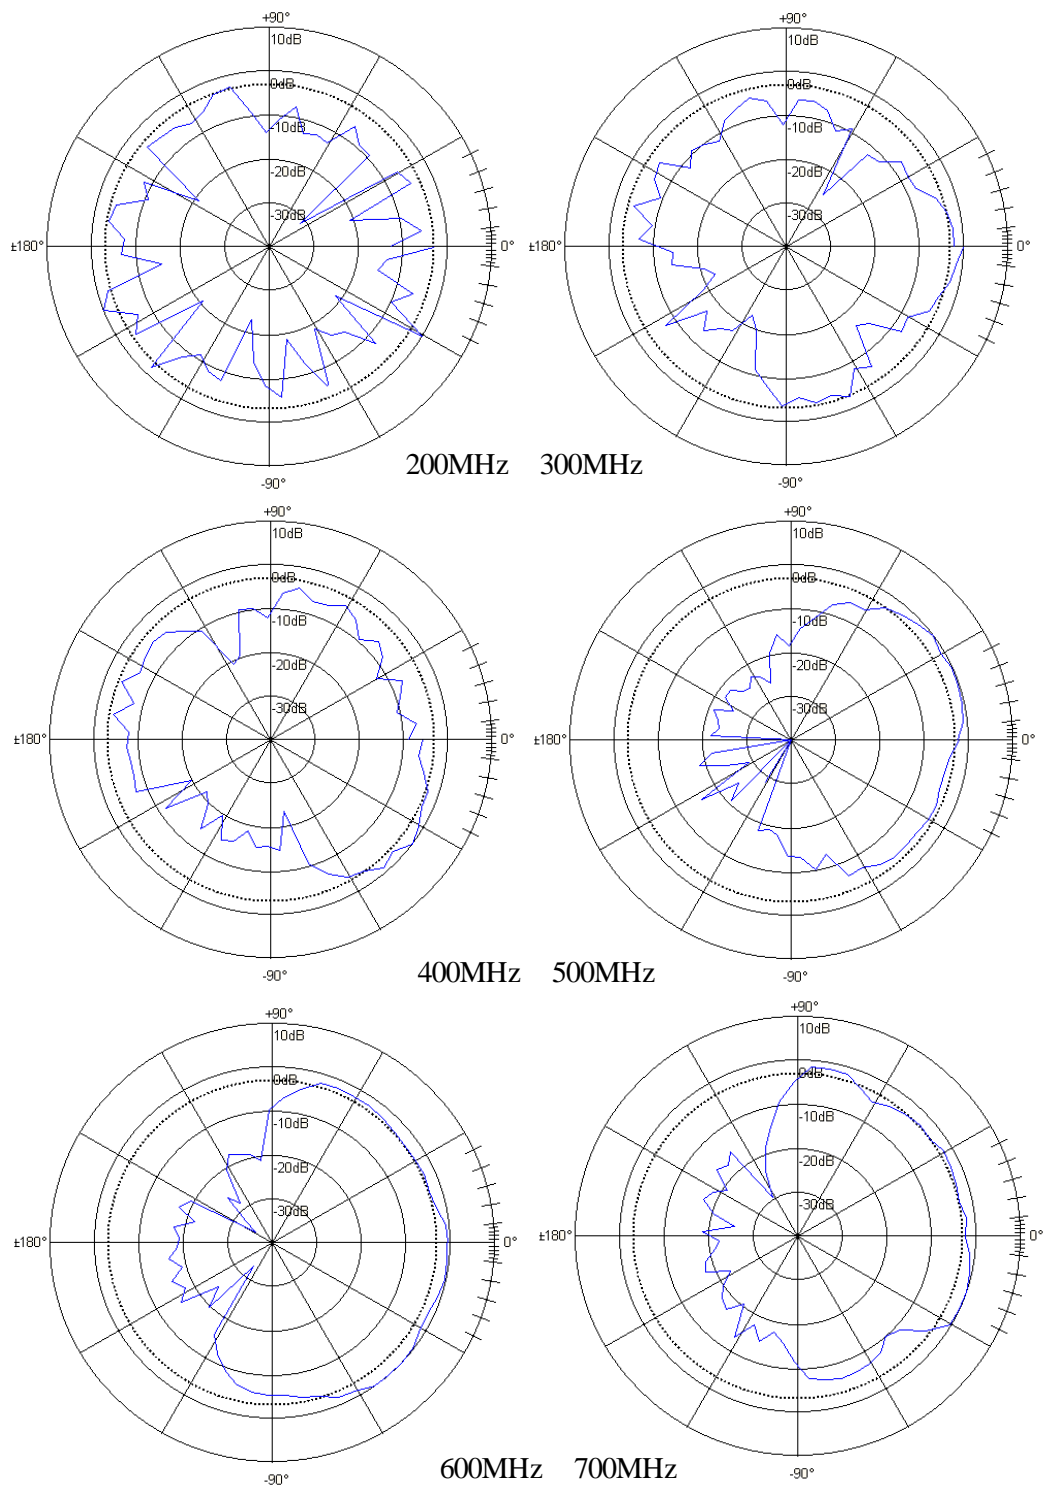 +90° +90°
10dB 10dB
0dB 0dB
-10dB -10dB
-20dB -20dB
-30dB -30dB
±180° 0° ±180° 0°
-90° -90°
200MHz 300MHz
+90° +90°
10dB 10dB
0dB 0dB
-10dB -10dB
-20dB -20dB
-30dB -30dB
±180° 0° ±180° 0°
-90° -90°
400MHz 500MHz
+90° +90°
10dB 10dB
0dB 0dB
-10dB -10dB
-20dB -20dB
-30dB -30dB
±180° 0° ±180° 0°
-90° -90°
600MHz 700MHz